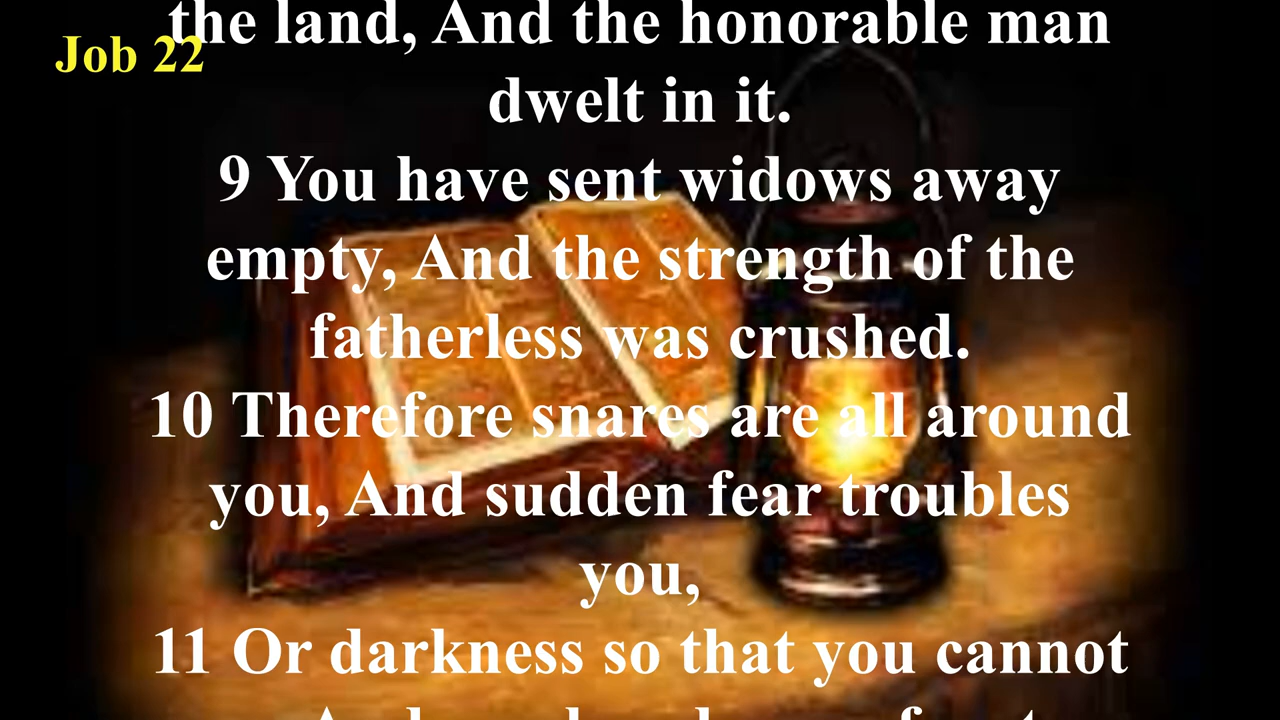 Job 22
the land, And the honorable man
dwelt in it.
9 You have sent widows away
empty, And the strength of the
fatherless was crushed.
10 Therefore snares are all around
you, And sudden fear troubles
you,
11 Or darkness so that you cannot